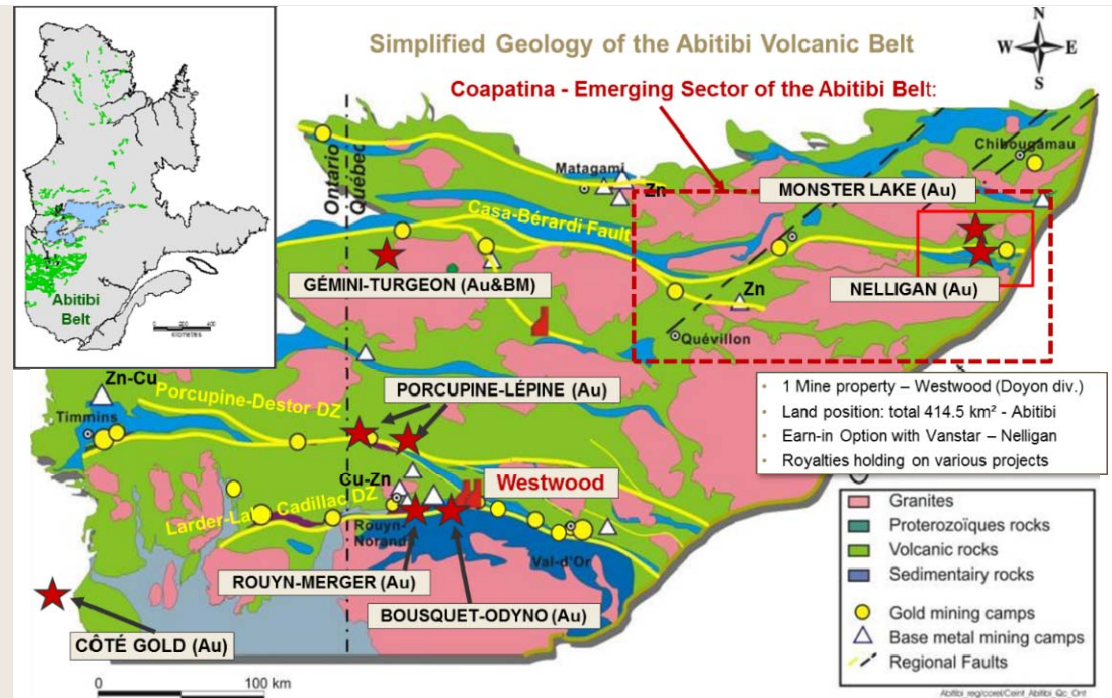 Simplified Geology of the Abitibi Volcanic Belt
N
W E
S
Coapatina - Emerging Sector of the Abitibi Belt:
Abitibi
Belt
kilometres
Ontario
Québec
Matagami
Zn
Chibougamau
MONSTER LAKE (Au)
Casa-Bérardi Fault
GÉMINI-TURGEON (Au&BM)
NELLIGAN (Au)
Zn
Quévillon
Zn-Cu
Timmins
Porcupine-Destor DZ
PORCUPINE-LÉPINE (Au)
• 1 Mine property – Westwood (Doyon div.)
• Land position: total 414.5 km² - Abitibi
• Earn-in Option with Vanstar – Nelligan
• Royalties holding on various projects
Cu-Zn
Westwood
Cadillac DZ
Rouyn-
Val-d'Or
ROUYN-MERGER (Au)
BOUSQUET-ODYNO (Au)
CÔTÉ GOLD (Au)
0 100 km
Granites
Proterozoïques rocks
Volcanic rocks
Sedimentairy rocks
Gold mining camps
Base metal mining camps
Regional Faults